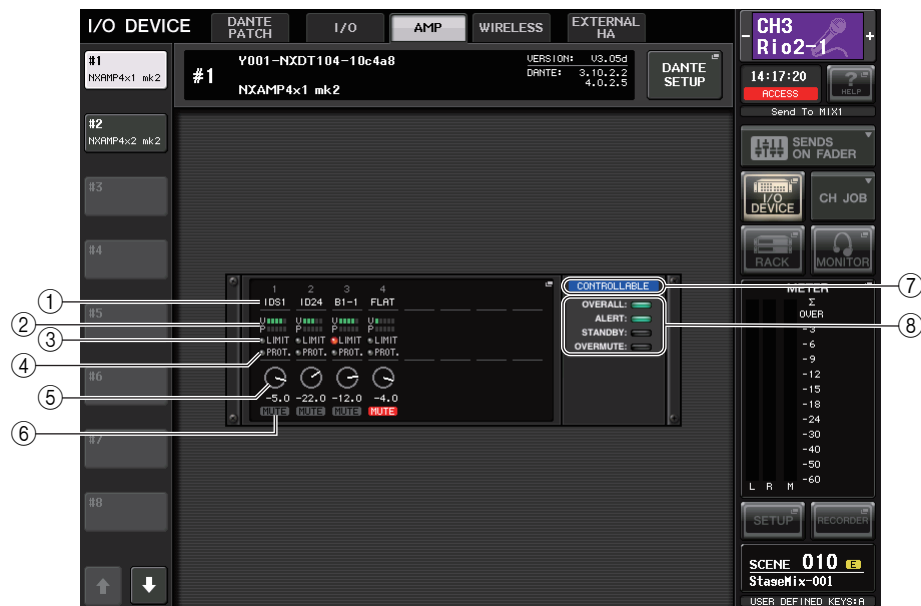 I/O DEVICE
DANTE PATCH
I/O
AMP
WIRELESS
EXTERNAL HA
CH3
Rio2-1
- +
#1
NXAMP4x1 mk2
#1
Y001-NXDT104-10c4a8
NXAMP4x1 mk2
VERSION: V3.05d
DANTE: 3.10.2.2
4.0.2.5
DANTE SETUP
14:17:20
ACCESS
?
HELP
Send To MIX1
#2
NXAMP4x2 mk2
SENDS ON FADER
#3
I/O DEVICE
CH JOB
#4
RACK
MONITOR
1 2 3 4
CONTROLLABLE
① IDS1 ID24 B1-1 FLAT
② V V V V
P P P P
③ LIMIT LIMIT LIMIT LIMIT
④ PROT. PROT. PROT. PROT.
⑤
-5.0 -22.0 -12.0 -4.0
⑥ MUTE MUTE MUTE MUTE
⑦
OVERALL:
ALERT:
STANDBY:
OVERMUTE:
⑧
#5
#6
#7
#8
METER
Σ
OVER
-3
-6
-9
-12
-15
-18
-24
-30
-40
-50
-60
L R M
SETUP
RECORDER
SCENE 010 E
StageMix-001
USER DEFINED KEYS:A